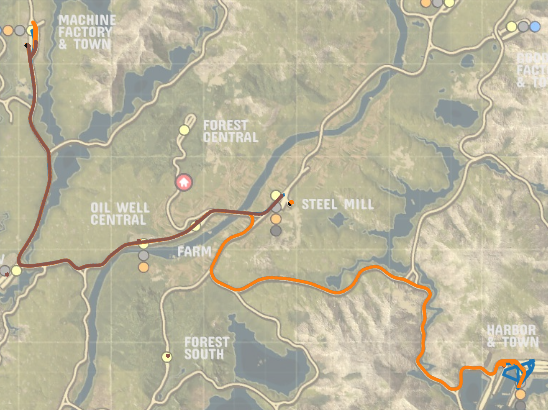 MACHINE
FACTORY
& TOWN
FOREST
CENTRAL
OIL WELL
CENTRAL
STEEL MILL
FARM
FOREST
SOUTH
HARBOR
& TOWN